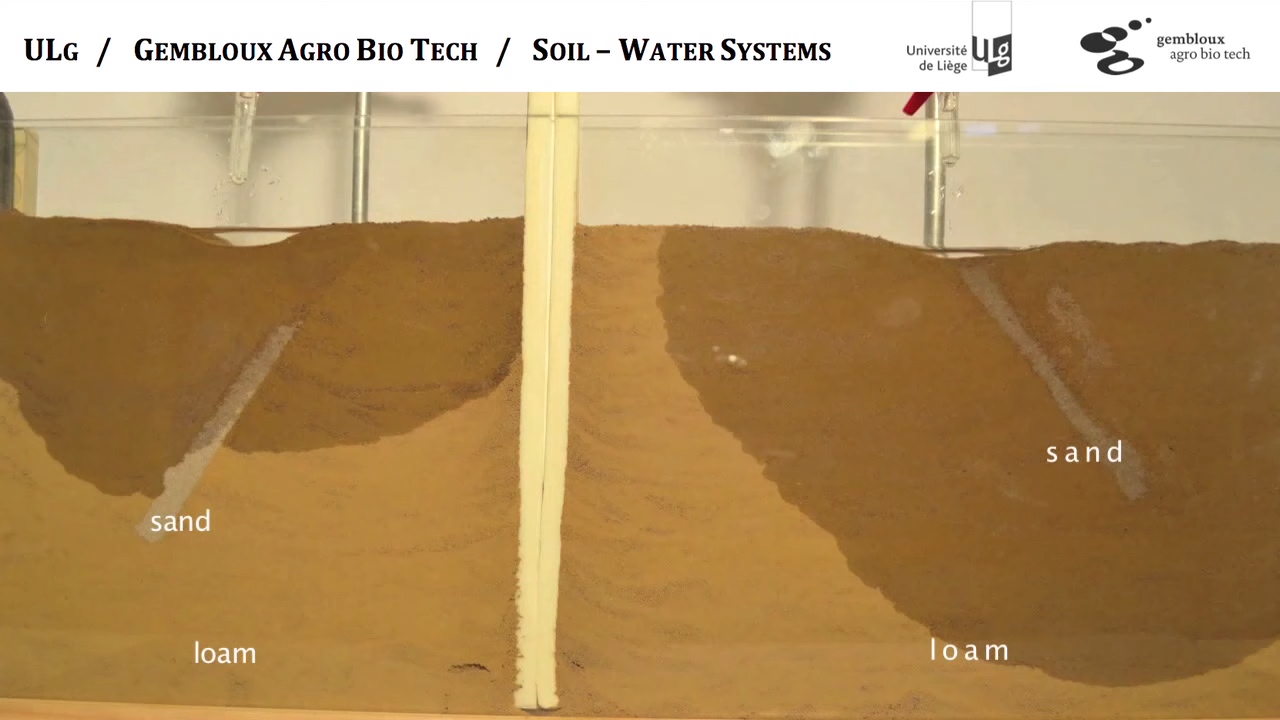 ULG / GEMBLOUX AGRO BIO TECH / SOIL – WATER SYSTEMS
Université
de Liège
ULg
gembloux
agro bio tech
sand
sand
loam
loam